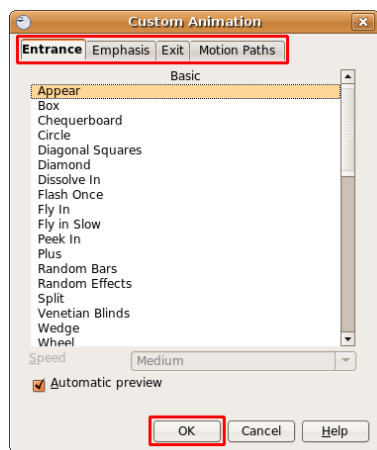 Custom Animation
Entrance Emphasis Exit Motion Paths
Basic
Appear
Box
Chequerboard
Circle
Diagonal Squares
Diamond
Dissolve In
Flash Once
Fly In
Fly in Slow
Peek In
Plus
Random Bars
Random Effects
Split
Venetian Blinds
Wedge
Wheel
Speed Medium
Automatic preview
OK Cancel Help